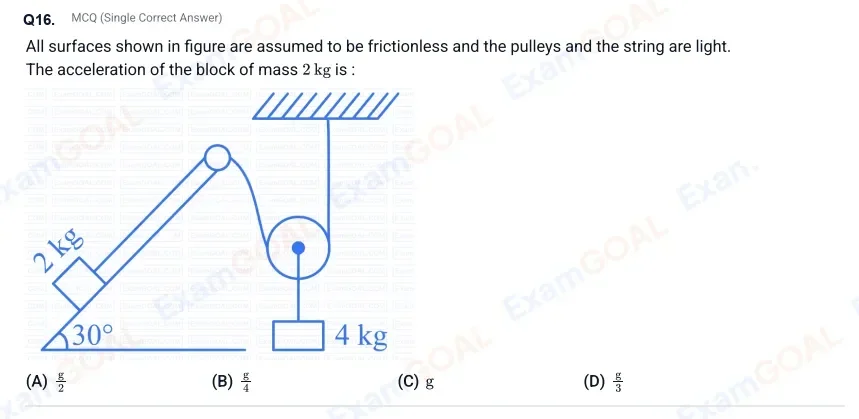 Q16. MCQ (Single Correct Answer)
All surfaces shown in figure are assumed to be frictionless and the pulleys and the string are light.
The acceleration of the block of mass 2 kg is :
2 kg
30°
4 kg
(A) g/2 (B) g/4 (C) g (D) g/3
ExamGOAL